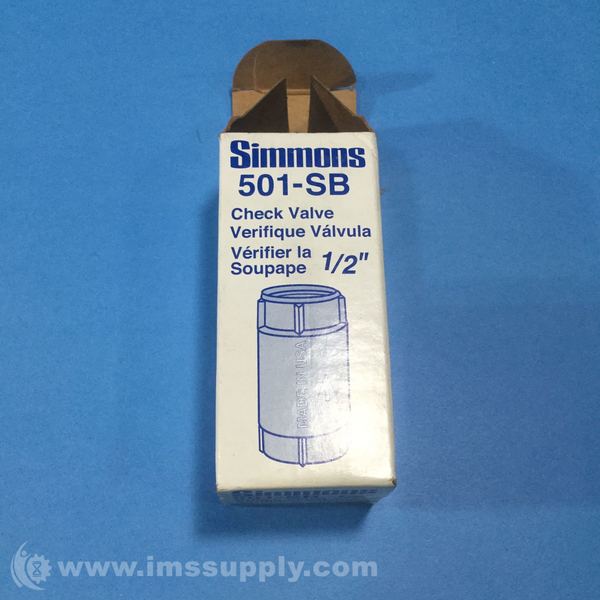 Simmons
501-SB
Check Valve
Verifique Válvula
Vérifier la
Soupape 1/2"
MADE IN USA
Simmons
www.imssupply.com